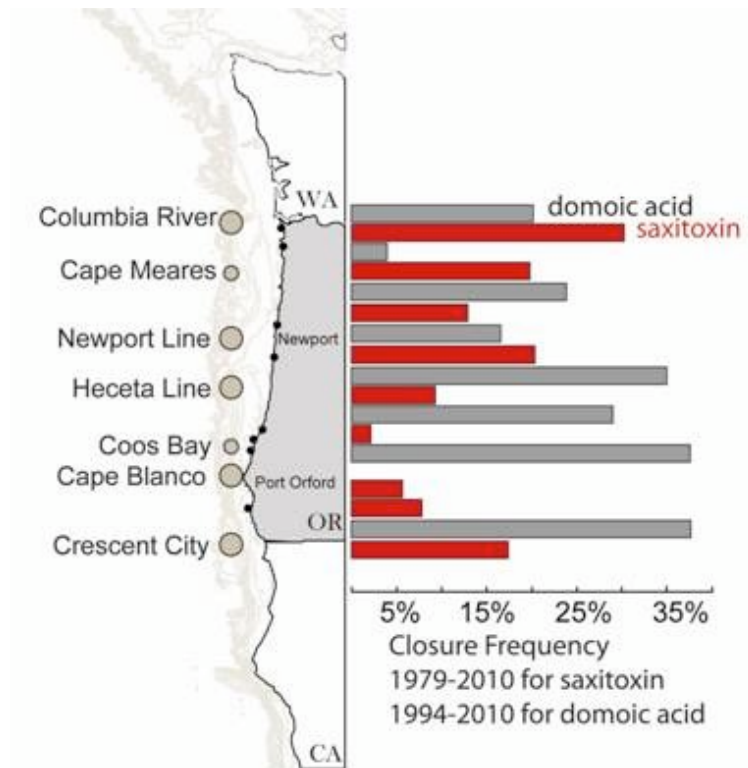 WA
domoic acid
Columbia River
saxitoxin
Cape Meares
Newport Line
Newport
Heceta Line
Coos Bay
Cape Blanco
Port Orford
OR
Crescent City
5% 15% 25% 35%
Closure Frequency
1979-2010 for saxitoxin
1994-2010 for domoic acid
CA